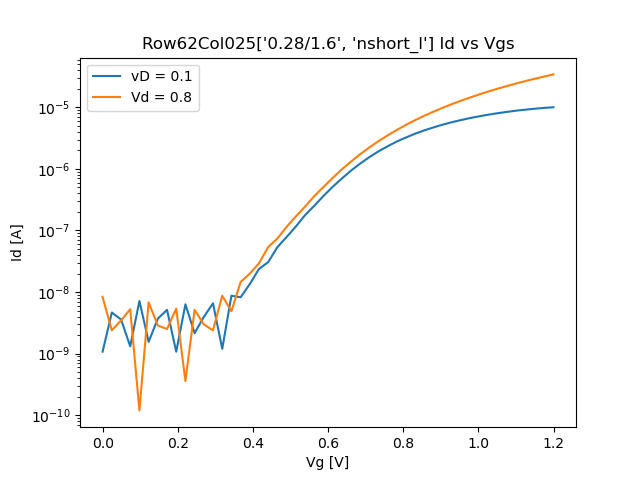 Row62Col025['0.28/1.6', 'nshort_l'] Id vs Vgs
vD = 0.1
Vd = 0.8
Id [A]
10⁻⁵
10⁻⁶
10⁻⁷
10⁻⁸
10⁻⁹
10⁻¹⁰
0.0 0.2 0.4 0.6 0.8 1.0 1.2
Vg [V]